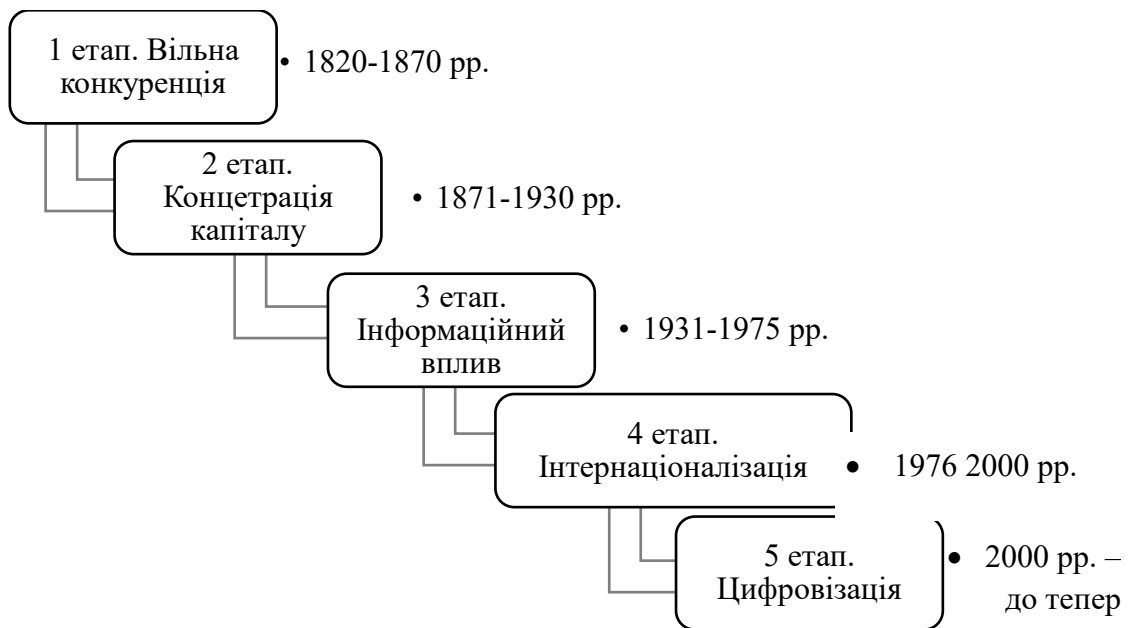 1 етап. Вільна
конкуренція
• 1820-1870 рр.
2 етап.
Концетрація
капіталу
• 1871-1930 рр.
3 етап.
Інформаційний
вплив
• 1931-1975 рр.
4 етап.
Інтернаціоналізація
• 1976 2000 рр.
5 етап.
Цифровізація
• 2000 рр. –
до тепер